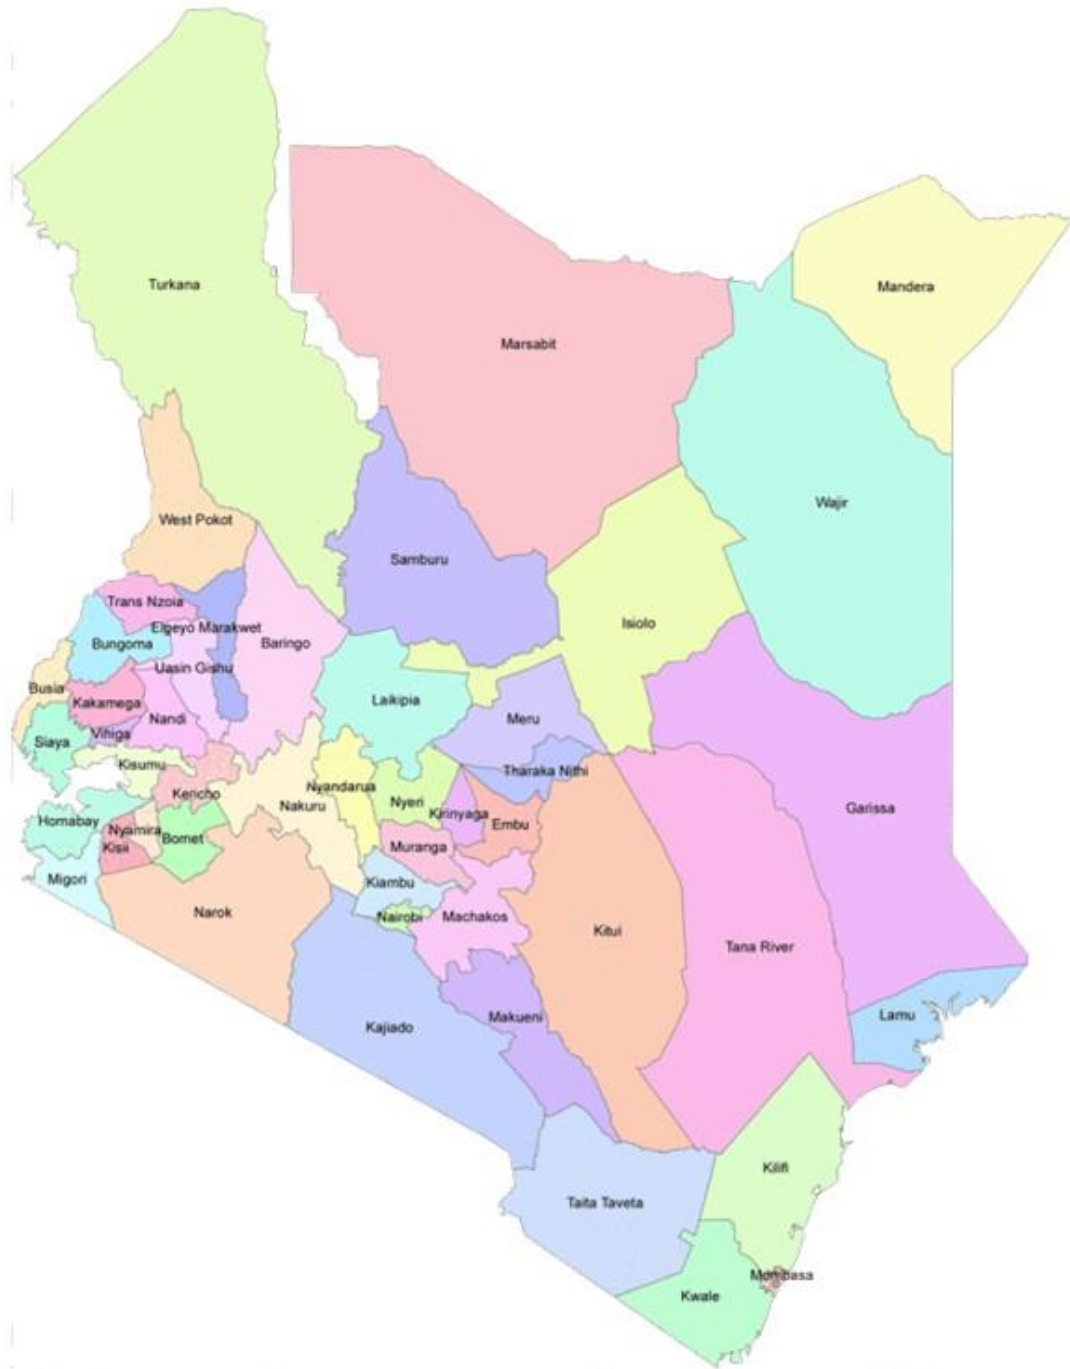 Turkana
Mandera
Marsabit
Wajir
West Pokot
Samburu
Trans Nzoia
Isiolo
Elgeyo Marakwet
Bungoma
Baringo
Uasin Gishu
Busia
Kakamega
Laikipia
Nandi
Meru
Vihiga
Siaya
Kisumu
Tharaka Nithi
Nyandarua
Kericho
Nakuru
Nyeri
Garissa
Kirinyaga
Homabay
Embu
Nyamira
Bomet
Kisii
Muranga
Migori
Kiambu
Narok
Nairobi
Machakos
Kitui
Tana River
Lamu
Makueni
Kajiado
Kilifi
Taita Taveta
Mombasa
Kwale